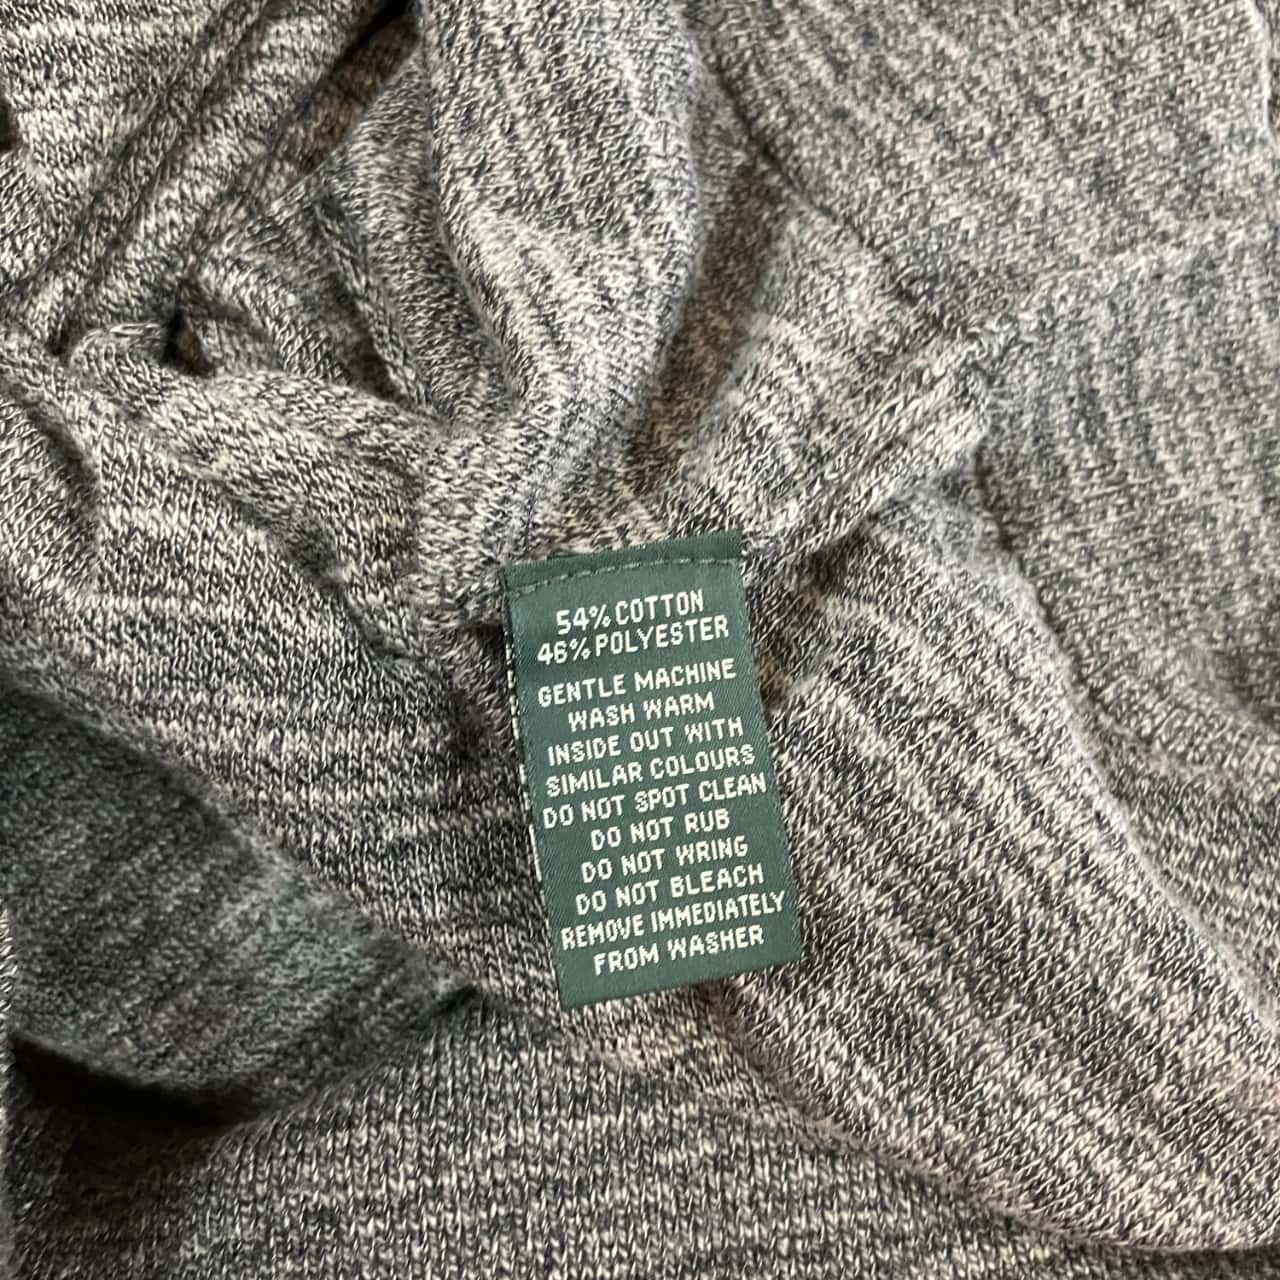 54% COTTON
46% POLYESTER
GENTLE MACHINE
WASH WARM
INSIDE OUT WITH
SIMILAR COLOURS
DO NOT SPOT CLEAN
DO NOT RUB
DO NOT WRING
DO NOT BLEACH
REMOVE IMMEDIATELY
FROM WASHER